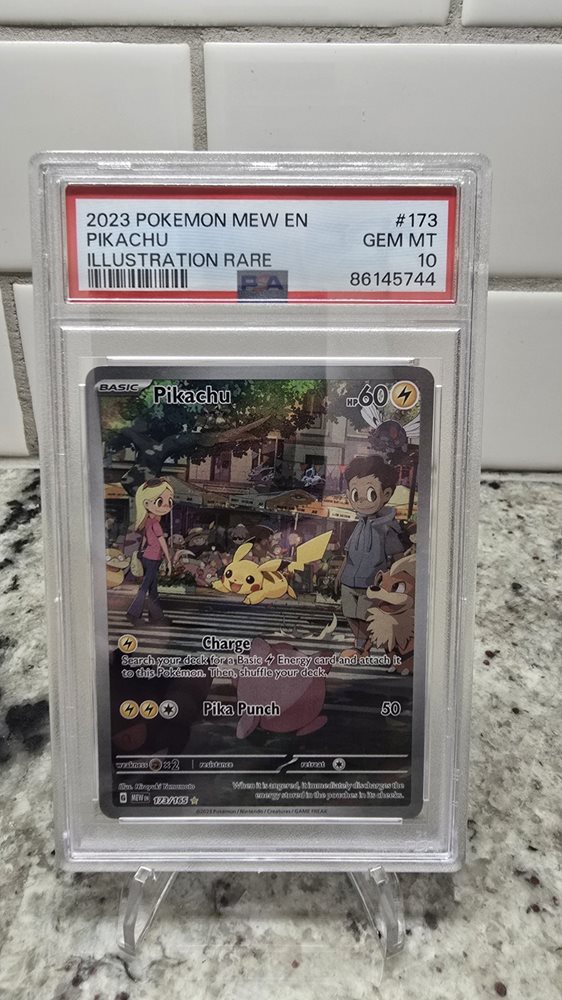 2023 POKEMON MEW EN #173
PIKACHU GEM MT
ILLUSTRATION RARE 10
PSA 86145744
BASIC Pikachu HP60
Charge
Search your deck for a Basic Energy card and attach it
to this Pokémon. Then, shuffle your deck.
Pika Punch 50
weakness ×2 resistance retreat
Illus. Hiroyuki Yamamoto
When it is angered, it immediately discharges the
energy stored in the pouches in its cheeks.
G MEW EN 173/165
©2023 Pokémon / Nintendo / Creatures / GAME FREAK